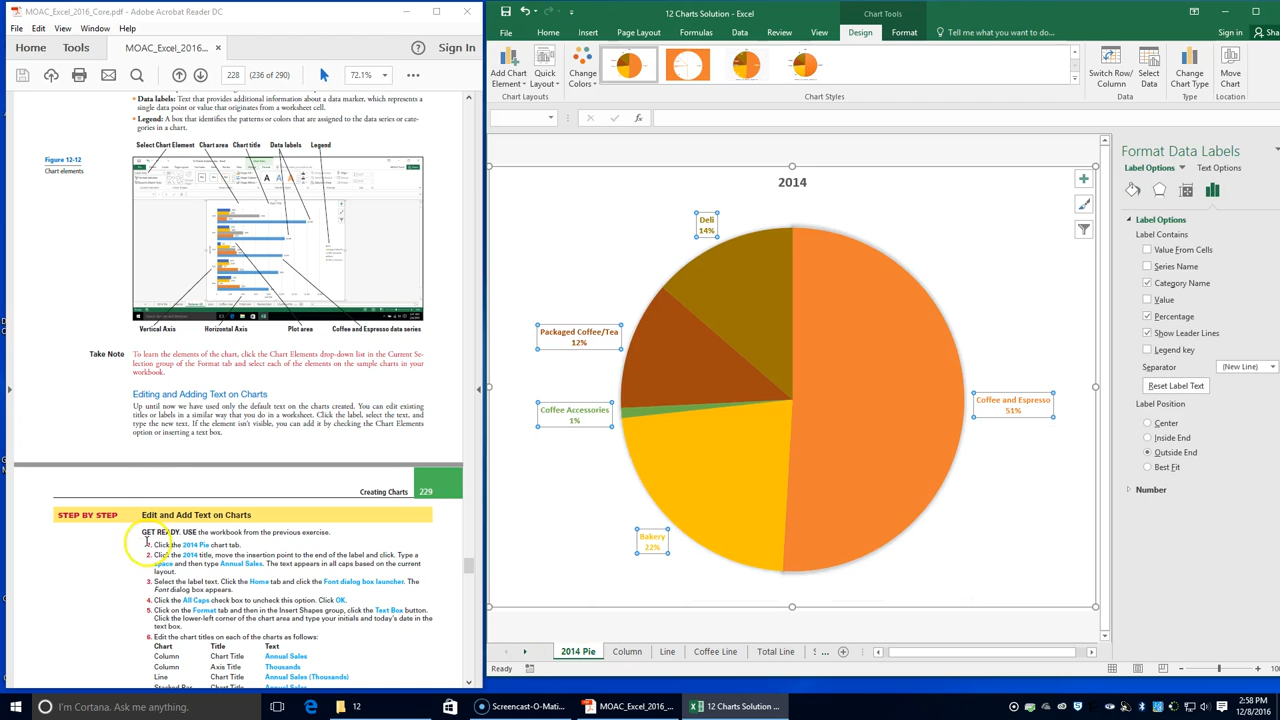 MOAC_Excel_2016_Core.pdf - Adobe Acrobat Reader DC
File Edit View Window Help
Home Tools MOAC_Excel_2016... × Sign In
228 (236 of 290) 72.1%
• Data labels: Text that provides additional information about a data marker, which represents a
single data point or value that originates from a worksheet cell.
• Legend: A box that identifies the patterns or colors that are assigned to the data series or cate-
gories in a chart.
Figure 12-12
Chart elements
Select Chart Element Chart area Chart title Data labels Legend
Vertical Axis Horizontal Axis Plot area Coffee and Espresso data series
Take Note To learn the elements of the chart, click the Chart Elements drop-down list in the Current Se-
lection group of the Format tab and select each of the elements on the sample charts in your
workbook.
Editing and Adding Text on Charts
Up until now we have used only the default text on the charts created. You can edit existing
titles or labels in a similar way that you do in a worksheet. Click the label, select the text, and
type the new text. If the element isn't visible, you can add it by checking the Chart Elements
option or inserting a text box.
Creating Charts 229
STEP BY STEP Edit and Add Text on Charts
GET READY. USE the workbook from the previous exercise.
1. Click the 2014 Pie chart tab.
2. Click the 2014 title, move the insertion point to the end of the label and click. Type a
space and then type Annual Sales. The text appears in all caps based on the current
layout.
3. Select the label text. Click the Home tab and click the Font dialog box launcher. The
Font dialog box appears.
4. Click the All Caps check box to uncheck this option. Click OK.
5. Click on the Format tab and then in the Insert Shapes group, click the Text Box button.
Click the lower-left corner of the chart area and type your initials and today's date in the
text box.
6. Edit the chart titles on each of the charts as follows:
Chart Title Text
Column Chart Title Annual Sales
Column Axis Title Thousands
Line Chart Title Annual Sales (Thousands)
Stacked Bar Chart Title Annual Sales
12 Charts Solution - Excel Chart Tools
File Home Insert Page Layout Formulas Data Review View Design Format Tell me what you want to do... Sign in Sha
Add Chart Element Quick Layout Change Colors Switch Row/ Column Select Data Change Chart Type Move Chart
Chart Layouts Chart Styles Data Type Location
fx
2014
Deli
14%
Packaged Coffee/Tea
12%
Coffee Accessories
1%
Bakery
22%
Coffee and Espresso
51%
Format Data Labels
Label Options Text Options
Label Options
Label Contains
Value From Cells
Series Name
Category Name
Value
Percentage
Show Leader Lines
Legend key
Separator (New Line)
Reset Label Text
Label Position
Center
Inside End
Outside End
Best Fit
Number
2014 Pie Column Line Coffee Line Total Line S ...
Ready 100
I'm Cortana. Ask me anything. 12 Screencast-O-Mati... MOAC_Excel_2016_... 12 Charts Solution ... 2:58 PM
12/8/2016